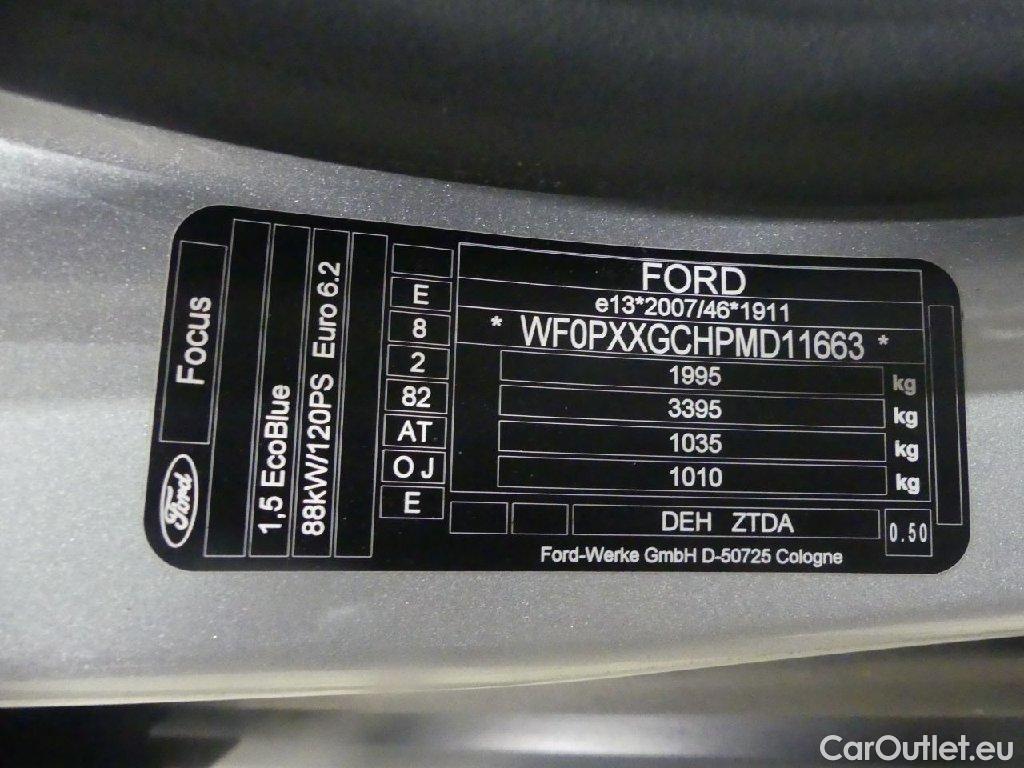 Focus
Ford
1,5 EcoBlue
88kW/120PS Euro 6.2
E
8
2
82
AT
O J
E
FORD
e13*2007/46*1911
* WF0PXXGCHPMD11663 *
1995 kg
3395 kg
1035 kg
1010 kg
DEH ZTDA
0.50
Ford-Werke GmbH D-50725 Cologne
CarOutlet.eu